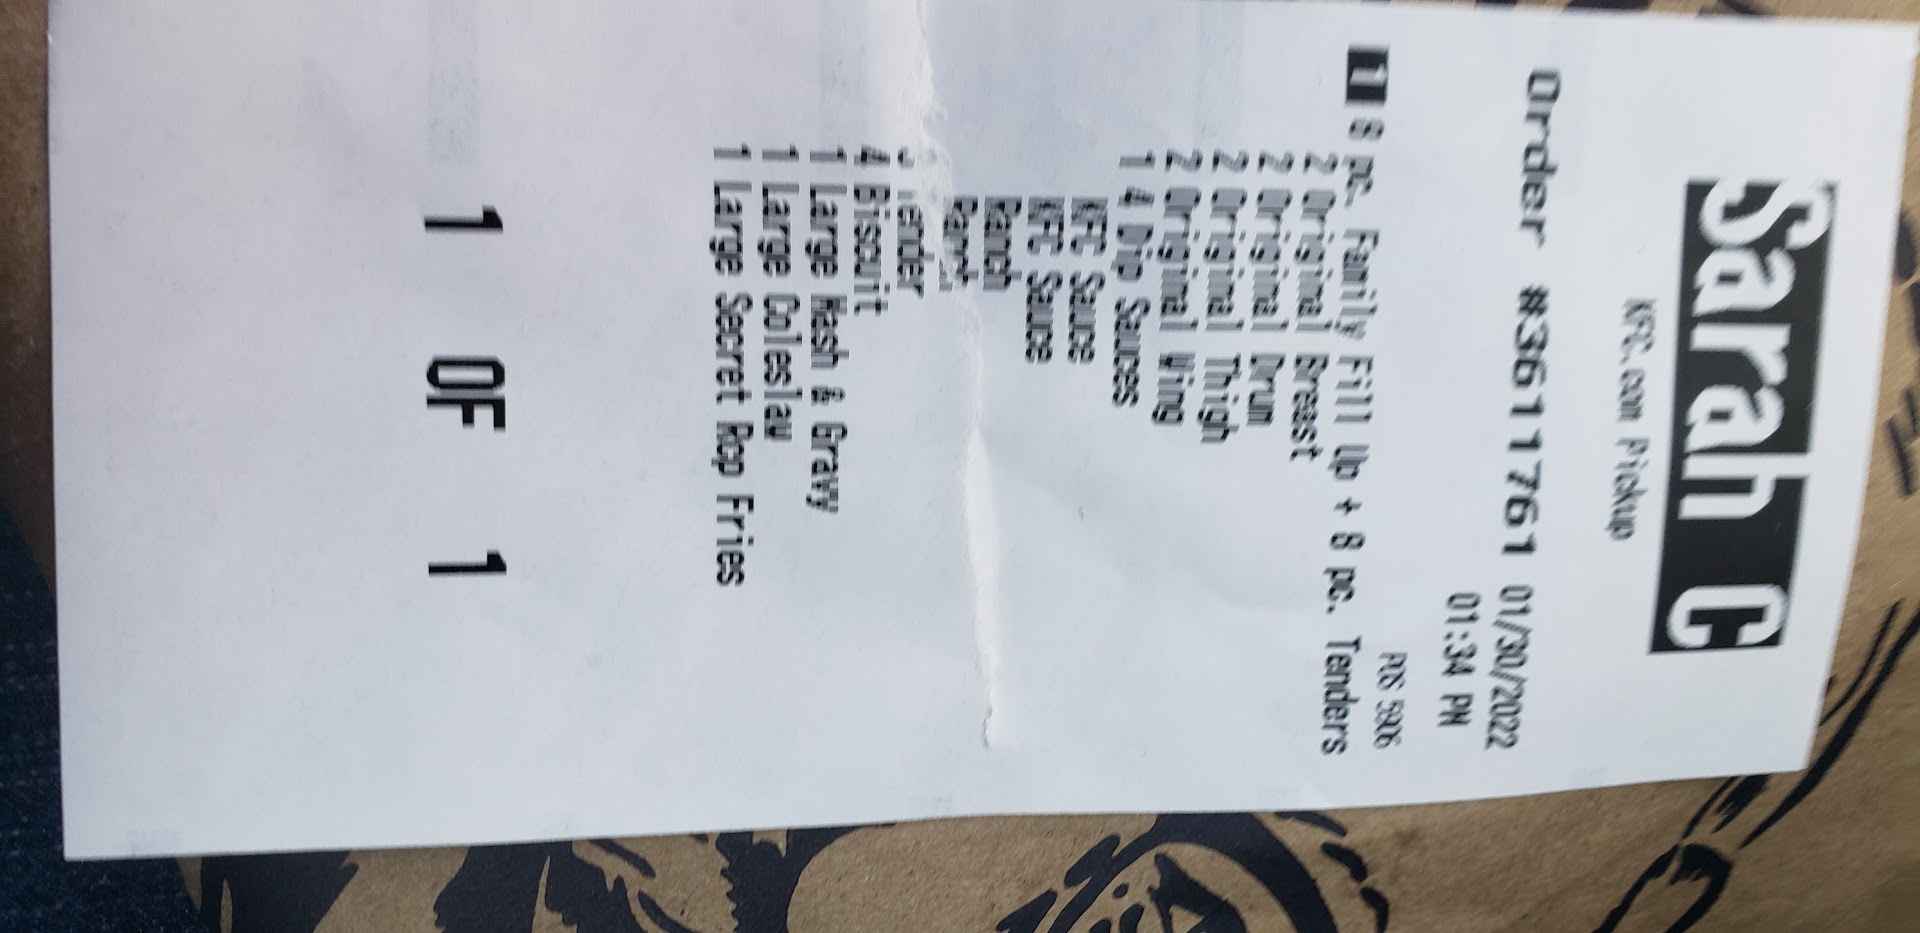 Sarah C
KFC.com Pickup
Order #3611761 01/30/2022
01:34 PM
POS 5906
1 8 pc. Family Fill Up + 8 pc. Tenders
2 Original Breast
2 Original Drum
2 Original Thigh
2 Original Wing
1 4 Dip Sauces
KFC Sauce
KFC Sauce
Ranch
Ranch
Tender
4 Biscuit
1 Large Mash & Gravy
1 Large Coleslaw
1 Large Secret Rcp Fries
1 OF 1